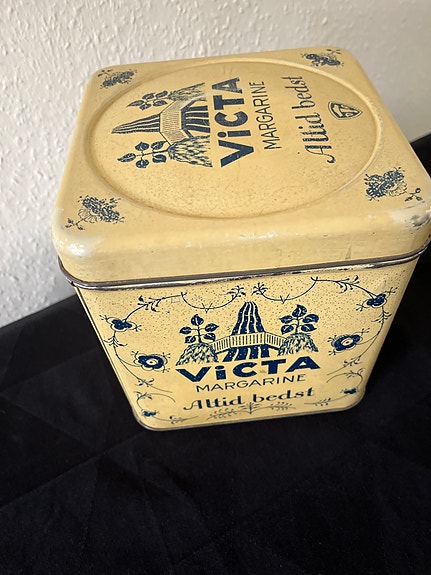 ViCTA
MARGARINE
Altid bedst
ViCTA
MARGARINE
Altid bedst